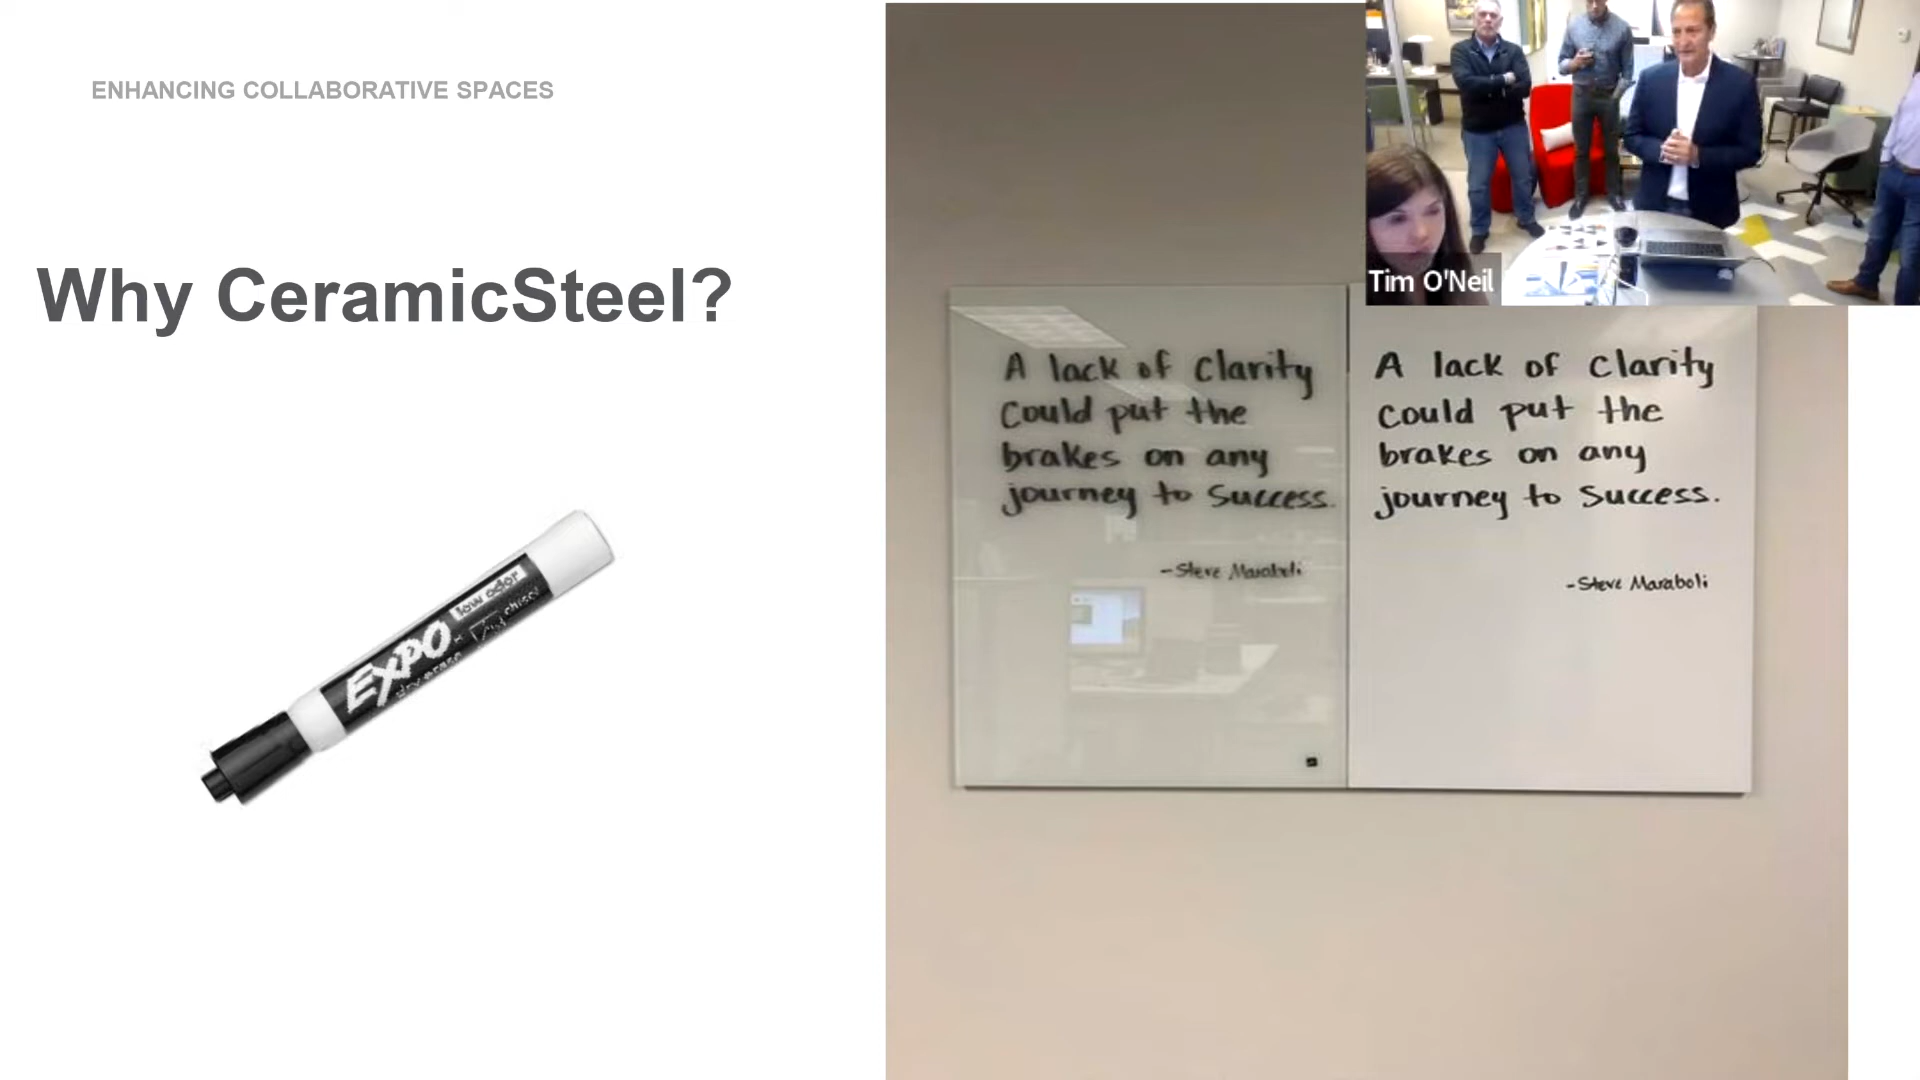 ENHANCING COLLABORATIVE SPACES
Why CeramicSteel?
low odor
chisel
EXPO
dry erase
A lack of clarity
could put the
brakes on any
journey to success.
-Steve Maraboli
A lack of clarity
could put the
brakes on any
journey to success.
-Steve Maraboli
Tim O'Neil